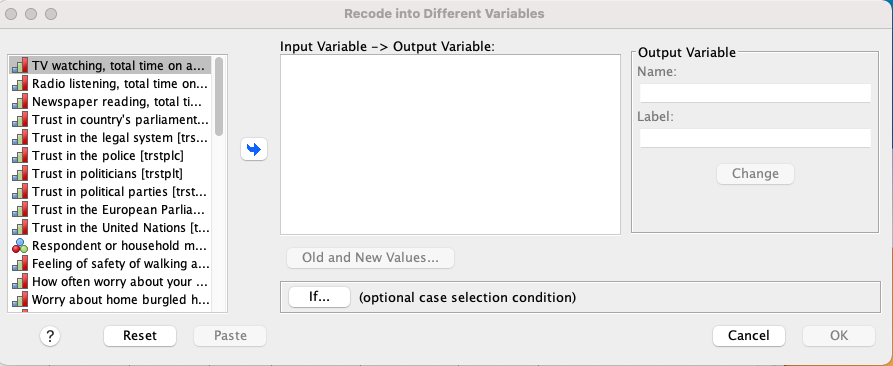 Recode into Different Variables
TV watching, total time on a...
Radio listening, total time on...
Newspaper reading, total ti...
Trust in country's parliament...
Trust in the legal system [trs...
Trust in the police [trstplc]
Trust in politicians [trstplt]
Trust in political parties [trst...
Trust in the European Parlia...
Trust in the United Nations [t...
Respondent or household m...
Feeling of safety of walking a...
How often worry about your ...
Worry about home burgled h...
Input Variable -> Output Variable:
Old and New Values...
If...
(optional case selection condition)
Output Variable
Name:
Label:
Change
?
Reset
Paste
Cancel
OK